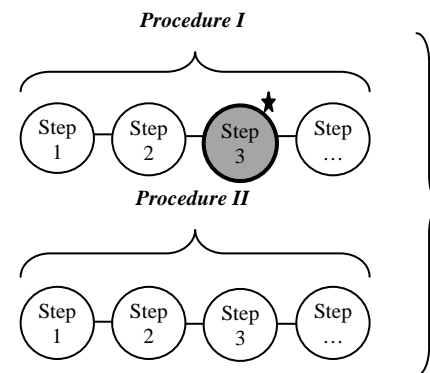 Procedure I
Step
1
Step
2
Step
3
Step
…
Procedure II
Step
1
Step
2
Step
3
Step
…